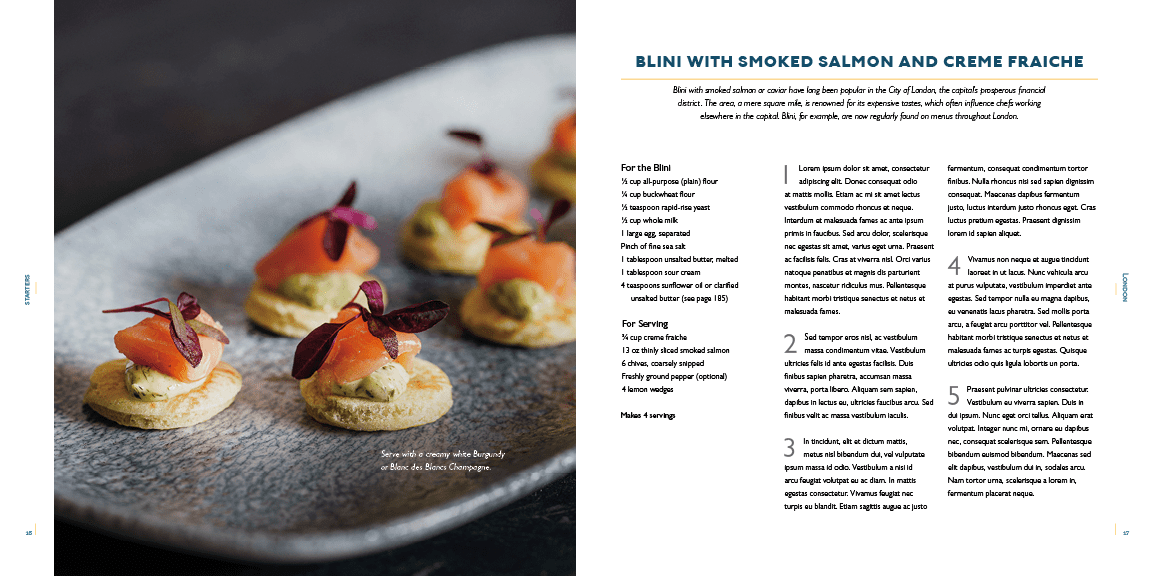 STARTERS
16
Serve with a creamy white Burgundy
or Blanc des Blancs Champagne.
BLINI WITH SMOKED SALMON AND CREME FRAICHE
Blini with smoked salmon or caviar have long been popular in the City of London, the capital's prosperous financial
district. The area, a mere square mile, is renowned for its expensive tastes, which often influence chefs working
elsewhere in the capital. Blini, for example, are now regularly found on menus throughout London.
For the Blini
½ cup all-purpose (plain) flour
¼ cup buckwheat flour
½ teaspoon rapid-rise yeast
½ cup whole milk
1 large egg, separated
Pinch of fine sea salt
1 tablespoon unsalted butter, melted
1 tablespoon sour cream
4 teaspoons sunflower oil or clarified
unsalted butter (see page 185)
For Serving
¾ cup creme fraiche
13 oz thinly sliced smoked salmon
6 chives, coarsely snipped
Freshly ground pepper (optional)
4 lemon wedges
Makes 4 servings
1 Lorem ipsum dolor sit amet, consectetur
adipiscing elit. Donec consequat odio
at mattis mollis. Etiam ac mi sit amet lectus
vestibulum commodo rhoncus et neque.
Interdum et malesuada fames ac ante ipsum
primis in faucibus. Sed arcu dolor, scelerisque
nec egestas sit amet, varius eget urna. Praesent
ac facilisis felis. Cras at viverra nisl. Orci varius
natoque penatibus et magnis dis parturient
montes, nascetur ridiculus mus. Pellentesque
habitant morbi tristique senectus et netus et
malesuada fames.
2 Sed tempor eros nisl, ac vestibulum
massa condimentum vitae. Vestibulum
ultricies felis id ante egestas facilisis. Duis
finibus sapien pharetra, accumsan massa
viverra, porta libero. Aliquam sem sapien,
dapibus in lectus eu, ultricies faucibus arcu. Sed
finibus velit ac massa vestibulum iaculis.
3 In tincidunt, elit et dictum mattis,
metus nisl bibendum dui, vel vulputate
ipsum massa id odio. Vestibulum a nisi id
arcu feugiat volutpat eu ac diam. In mattis
egestas consectetur. Vivamus feugiat nec
turpis eu blandit. Etiam sagittis augue ac justo
fermentum, consequat condimentum tortor
finibus. Nulla rhoncus nisi sed sapien dignissim
consequat. Maecenas dapibus fermentum
justo, luctus interdum justo rhoncus eget. Cras
luctus pretium egestas. Praesent dignissim
lorem id sapien aliquet.
4 Vivamus non neque et augue tincidunt
laoreet in ut lacus. Nunc vehicula arcu
at purus vulputate, vestibulum imperdiet ante
egestas. Sed tempor nulla eu magna dapibus,
eu venenatis lacus pharetra. Sed mollis porta
arcu, a feugiat arcu porttitor vel. Pellentesque
habitant morbi tristique senectus et netus et
malesuada fames ac turpis egestas. Quisque
ultricies odio quis ligula lobortis un porta.
5 Praesent pulvinar ultricies consectetur.
Vestibulum eu viverra sapien. Duis in
dui ipsum. Nunc eget orci tellus. Aliquam erat
volutpat. Integer nunc mi, ornare eu dapibus
nec, consequat scelerisque sem. Pellentesque
bibendum euismod bibendum. Maecenas sed
elit dapibus, vestibulum dui in, sodales arcu.
Nam tortor urna, scelerisque a lorem in,
fermentum placerat neque.
LONDON
17